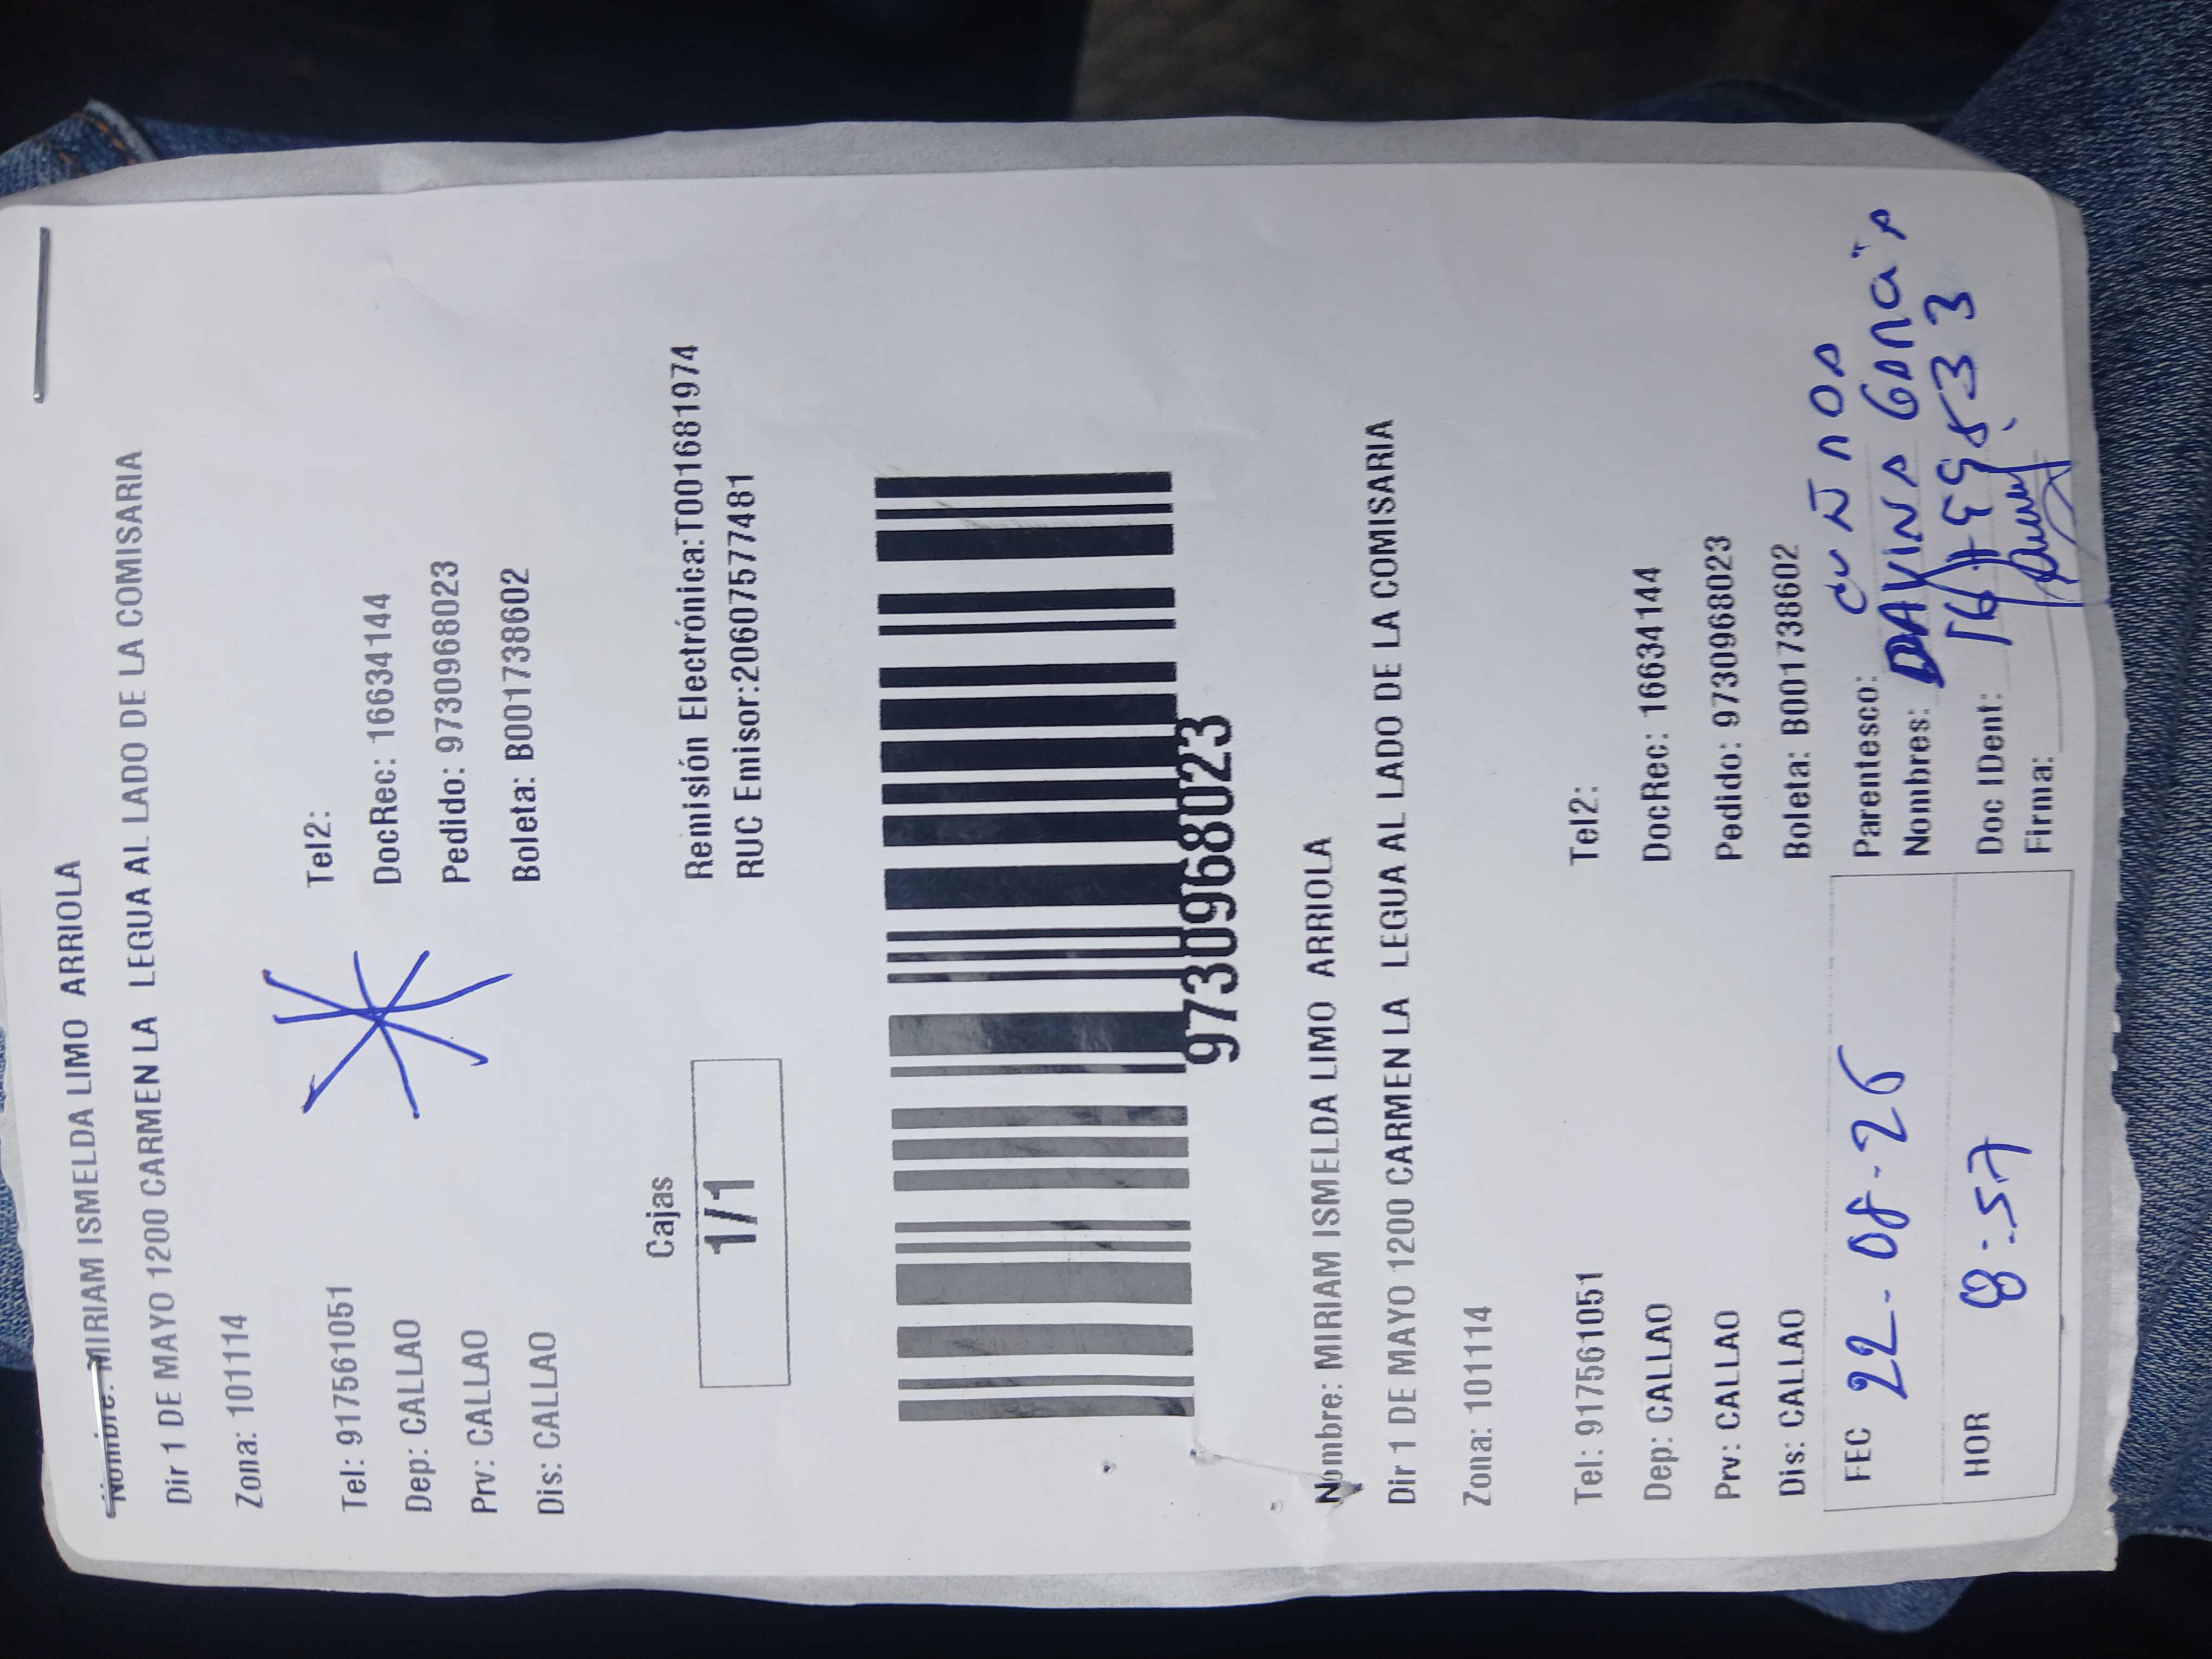 Nombre: MIRIAM ISMELDA LIMO ARRIOLA
Dir 1 DE MAYO 1200 CARMEN LA LEGUA AL LADO DE LA COMISARIA
Zona: 101114
Tel: 917561051 Tel2:
Dep: CALLAO DocRec: 16634144
Prv: CALLAO Pedido: 9730968023
Dis: CALLAO Boleta: B001738602
Cajas
1/1
Remisión Electrónica:T001681974
RUC Emisor:20607577481
9730968023
Nombre: MIRIAM ISMELDA LIMO ARRIOLA
Dir 1 DE MAYO 1200 CARMEN LA LEGUA AL LADO DE LA COMISARIA
Zona: 101114
Tel: 917561051 Tel2:
Dep: CALLAO DocRec: 16634144
Prv: CALLAO Pedido: 9730968023
Dis: CALLAO Boleta: B001738602
FEC 22-08-26
HOR 8:57
Parentesco: CUÑADA
Nombres: DAVINA
Doc IDent:
Firma: